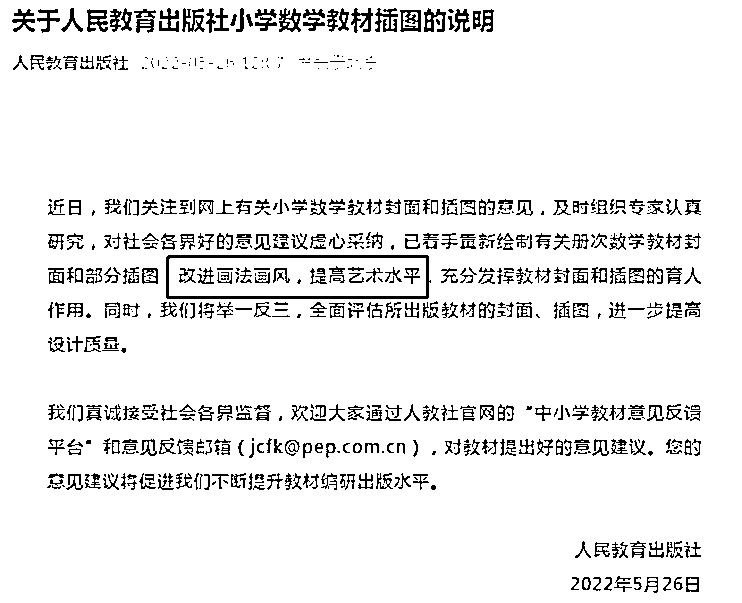 关于人民教育出版社小学数学教材插图的说明
人民教育出版社
近日，我们关注到网上有关小学数学教材封面和插图的意见，及时组织专家认真
研究，对社会各界好的意见建议虚心采纳，已着手重新绘制有关册次数学教材封
面和部分插图 改进画法画风，提高艺术水平，充分发挥教材封面和插图的育人
作用。同时，我们将举一反三，全面评估所出版教材的封面、插图，进一步提高
设计质量。
我们真诚接受社会各界监督，欢迎大家通过人教社官网的“中小学教材意见反馈
平台”和意见反馈邮箱（jcfk@pep.com.cn），对教材提出好的意见建议。您的
意见建议将促进我们不断提升教材编研出版水平。
人民教育出版社
2022年5月26日